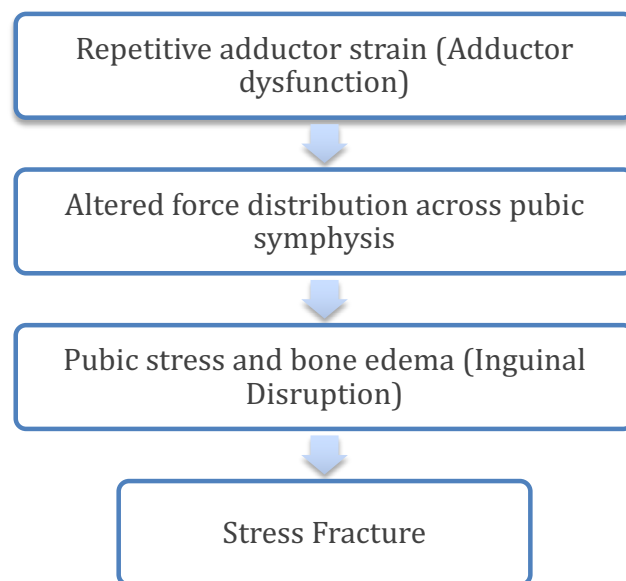 Repetitive adductor strain (Adductor
dysfunction)
Altered force distribution across pubic
symphysis
Pubic stress and bone edema (Inguinal
Disruption)
Stress Fracture